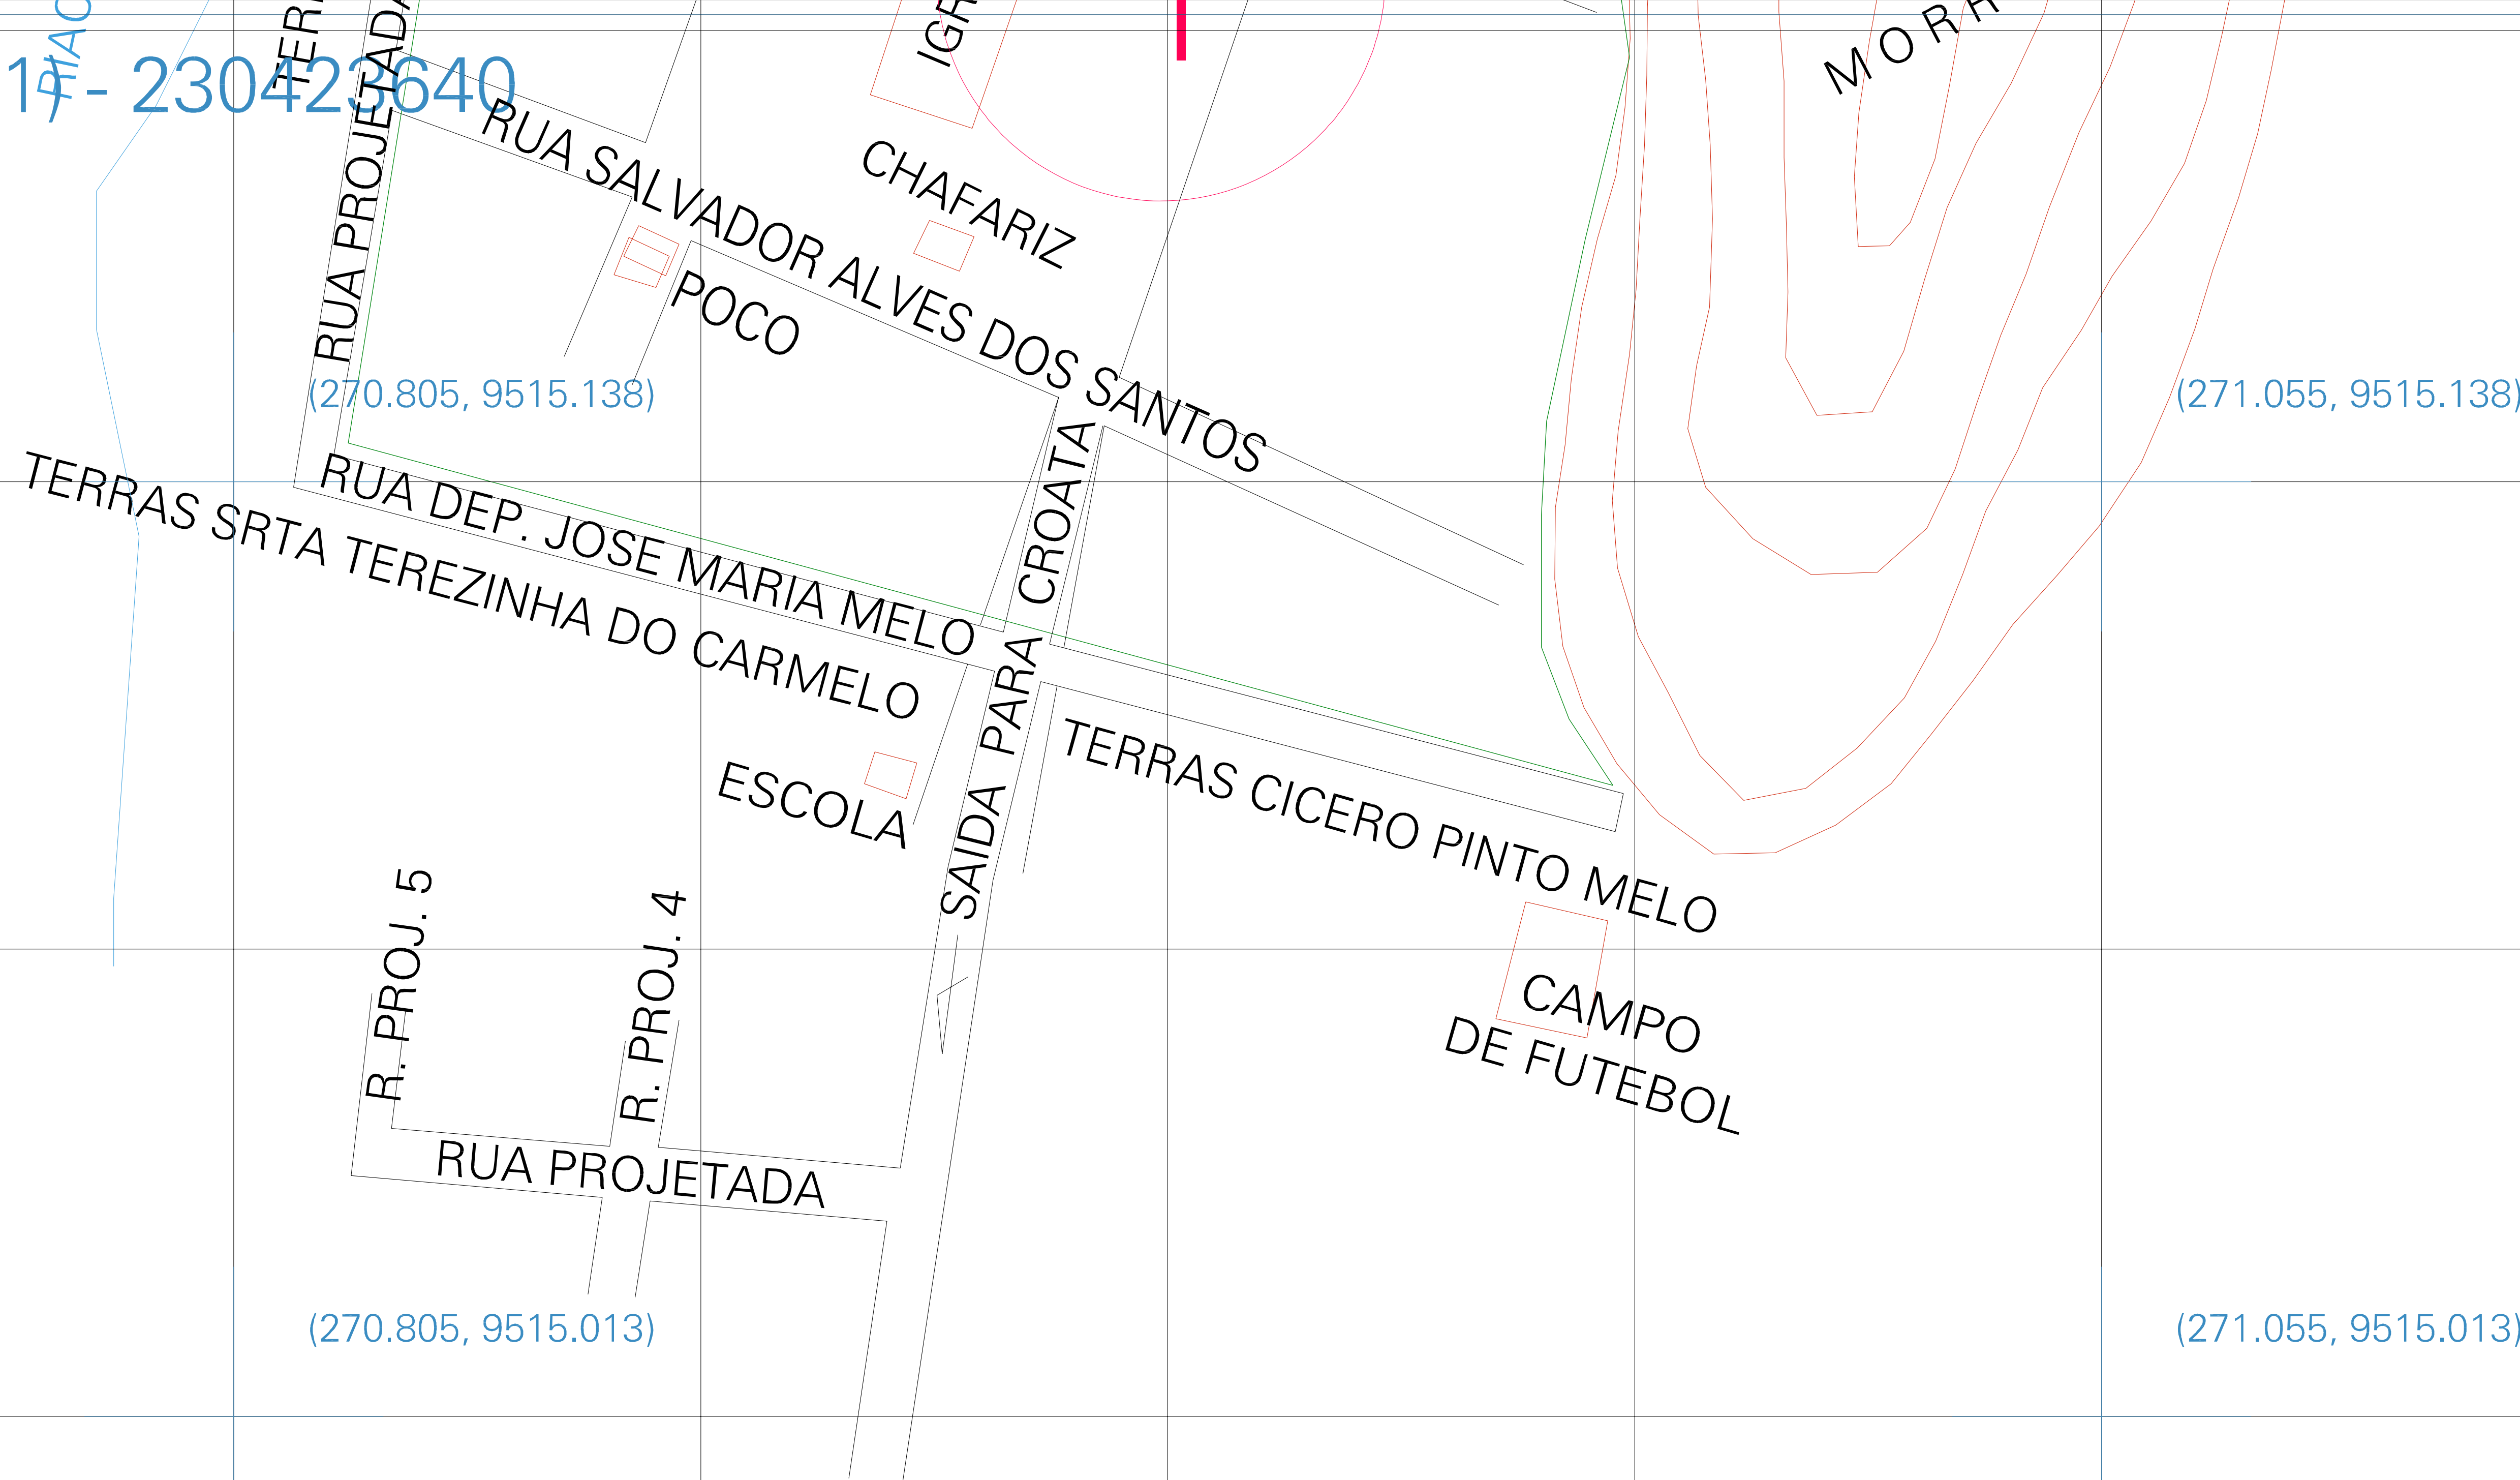 1) - 230423640
RUA PROJETADA
RUA SALVADOR ALVES DOS SANTOS
CHAFARIZ
POCO
(270.805, 9515.138)
(271.055, 9515.138)
RUA DEP. JOSE MARIA MELO
TERRAS SRTA TEREZINHA DO CARMELO
SAIDA PARA CROATA
ESCOLA
TERRAS CICERO PINTO MELO
R. PROJ. 5
R. PROJ. 4
CAMPO
DE FUTEBOL
RUA PROJETADA
(270.805, 9515.013)
(271.055, 9515.013)